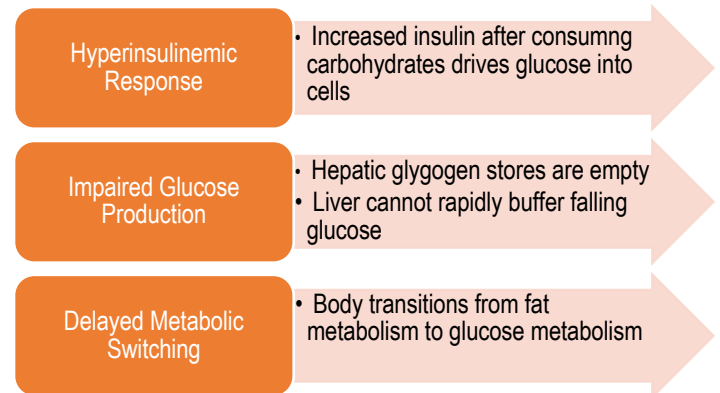 Hyperinsulinemic
Response
• Increased insulin after consumng
carbohydrates drives glucose into
cells
Impaired Glucose
Production
• Hepatic glygogen stores are empty
• Liver cannot rapidly buffer falling
glucose
Delayed Metabolic
Switching
• Body transitions from fat
metabolism to glucose metabolism